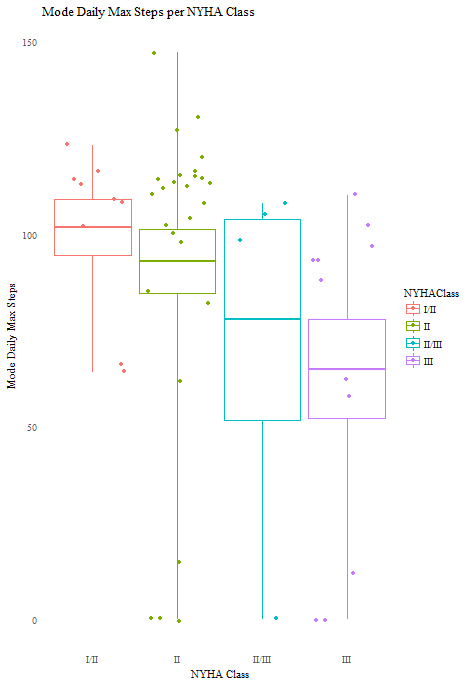 Mode Daily Max Steps per NYHA Class
150
100
50
0
Mode Daily Max Steps
I/II
II
II/III
III
NYHA Class
NYHAClass
I/II
II
II/III
III